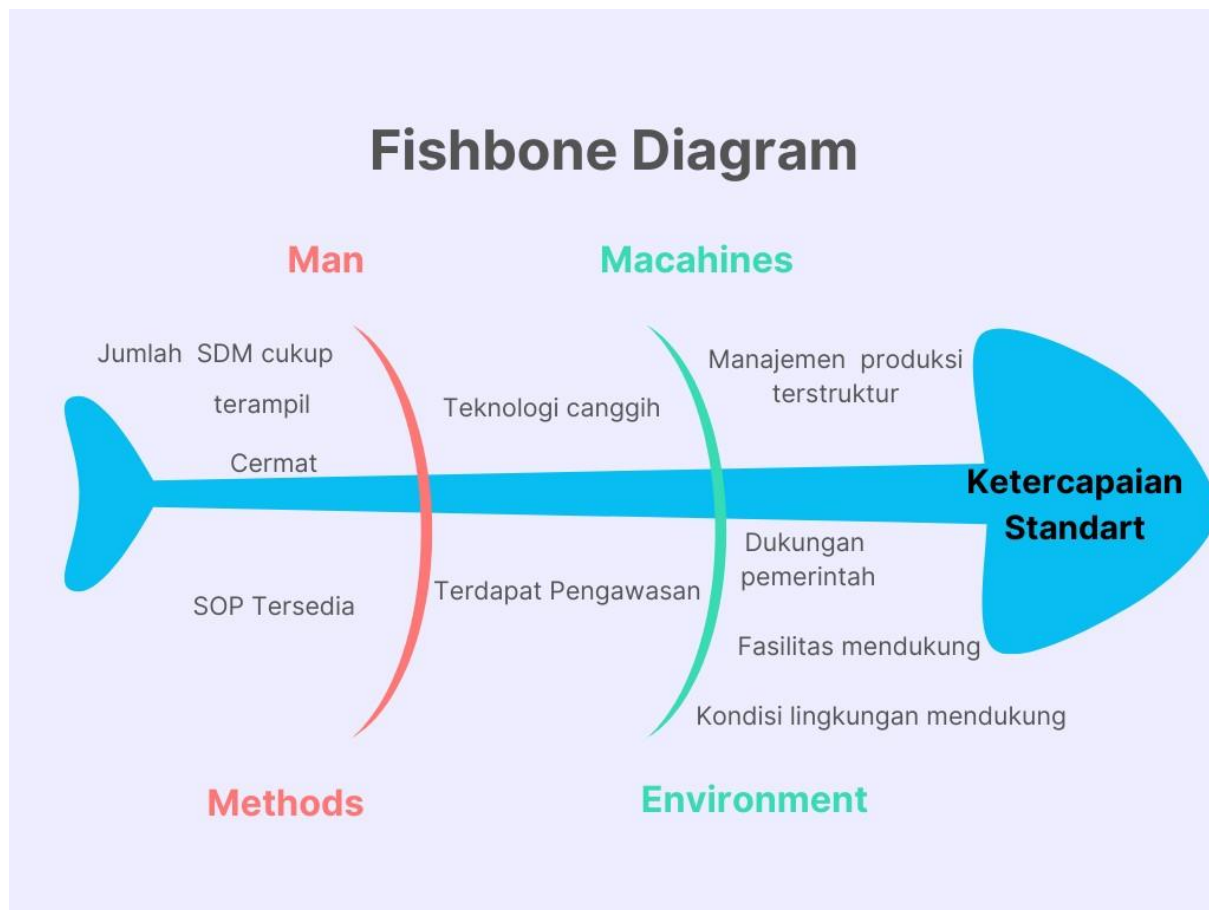 Fishbone Diagram
Man
Macahines
Jumlah  SDM cukup
terampil
Cermat
Teknologi canggih
Manajemen  produksi
terstruktur
Ketercapaian
Standart
SOP Tersedia
Terdapat Pengawasan
Dukungan
pemerintah
Fasilitas mendukung
Kondisi lingkungan mendukung
Methods
Environment